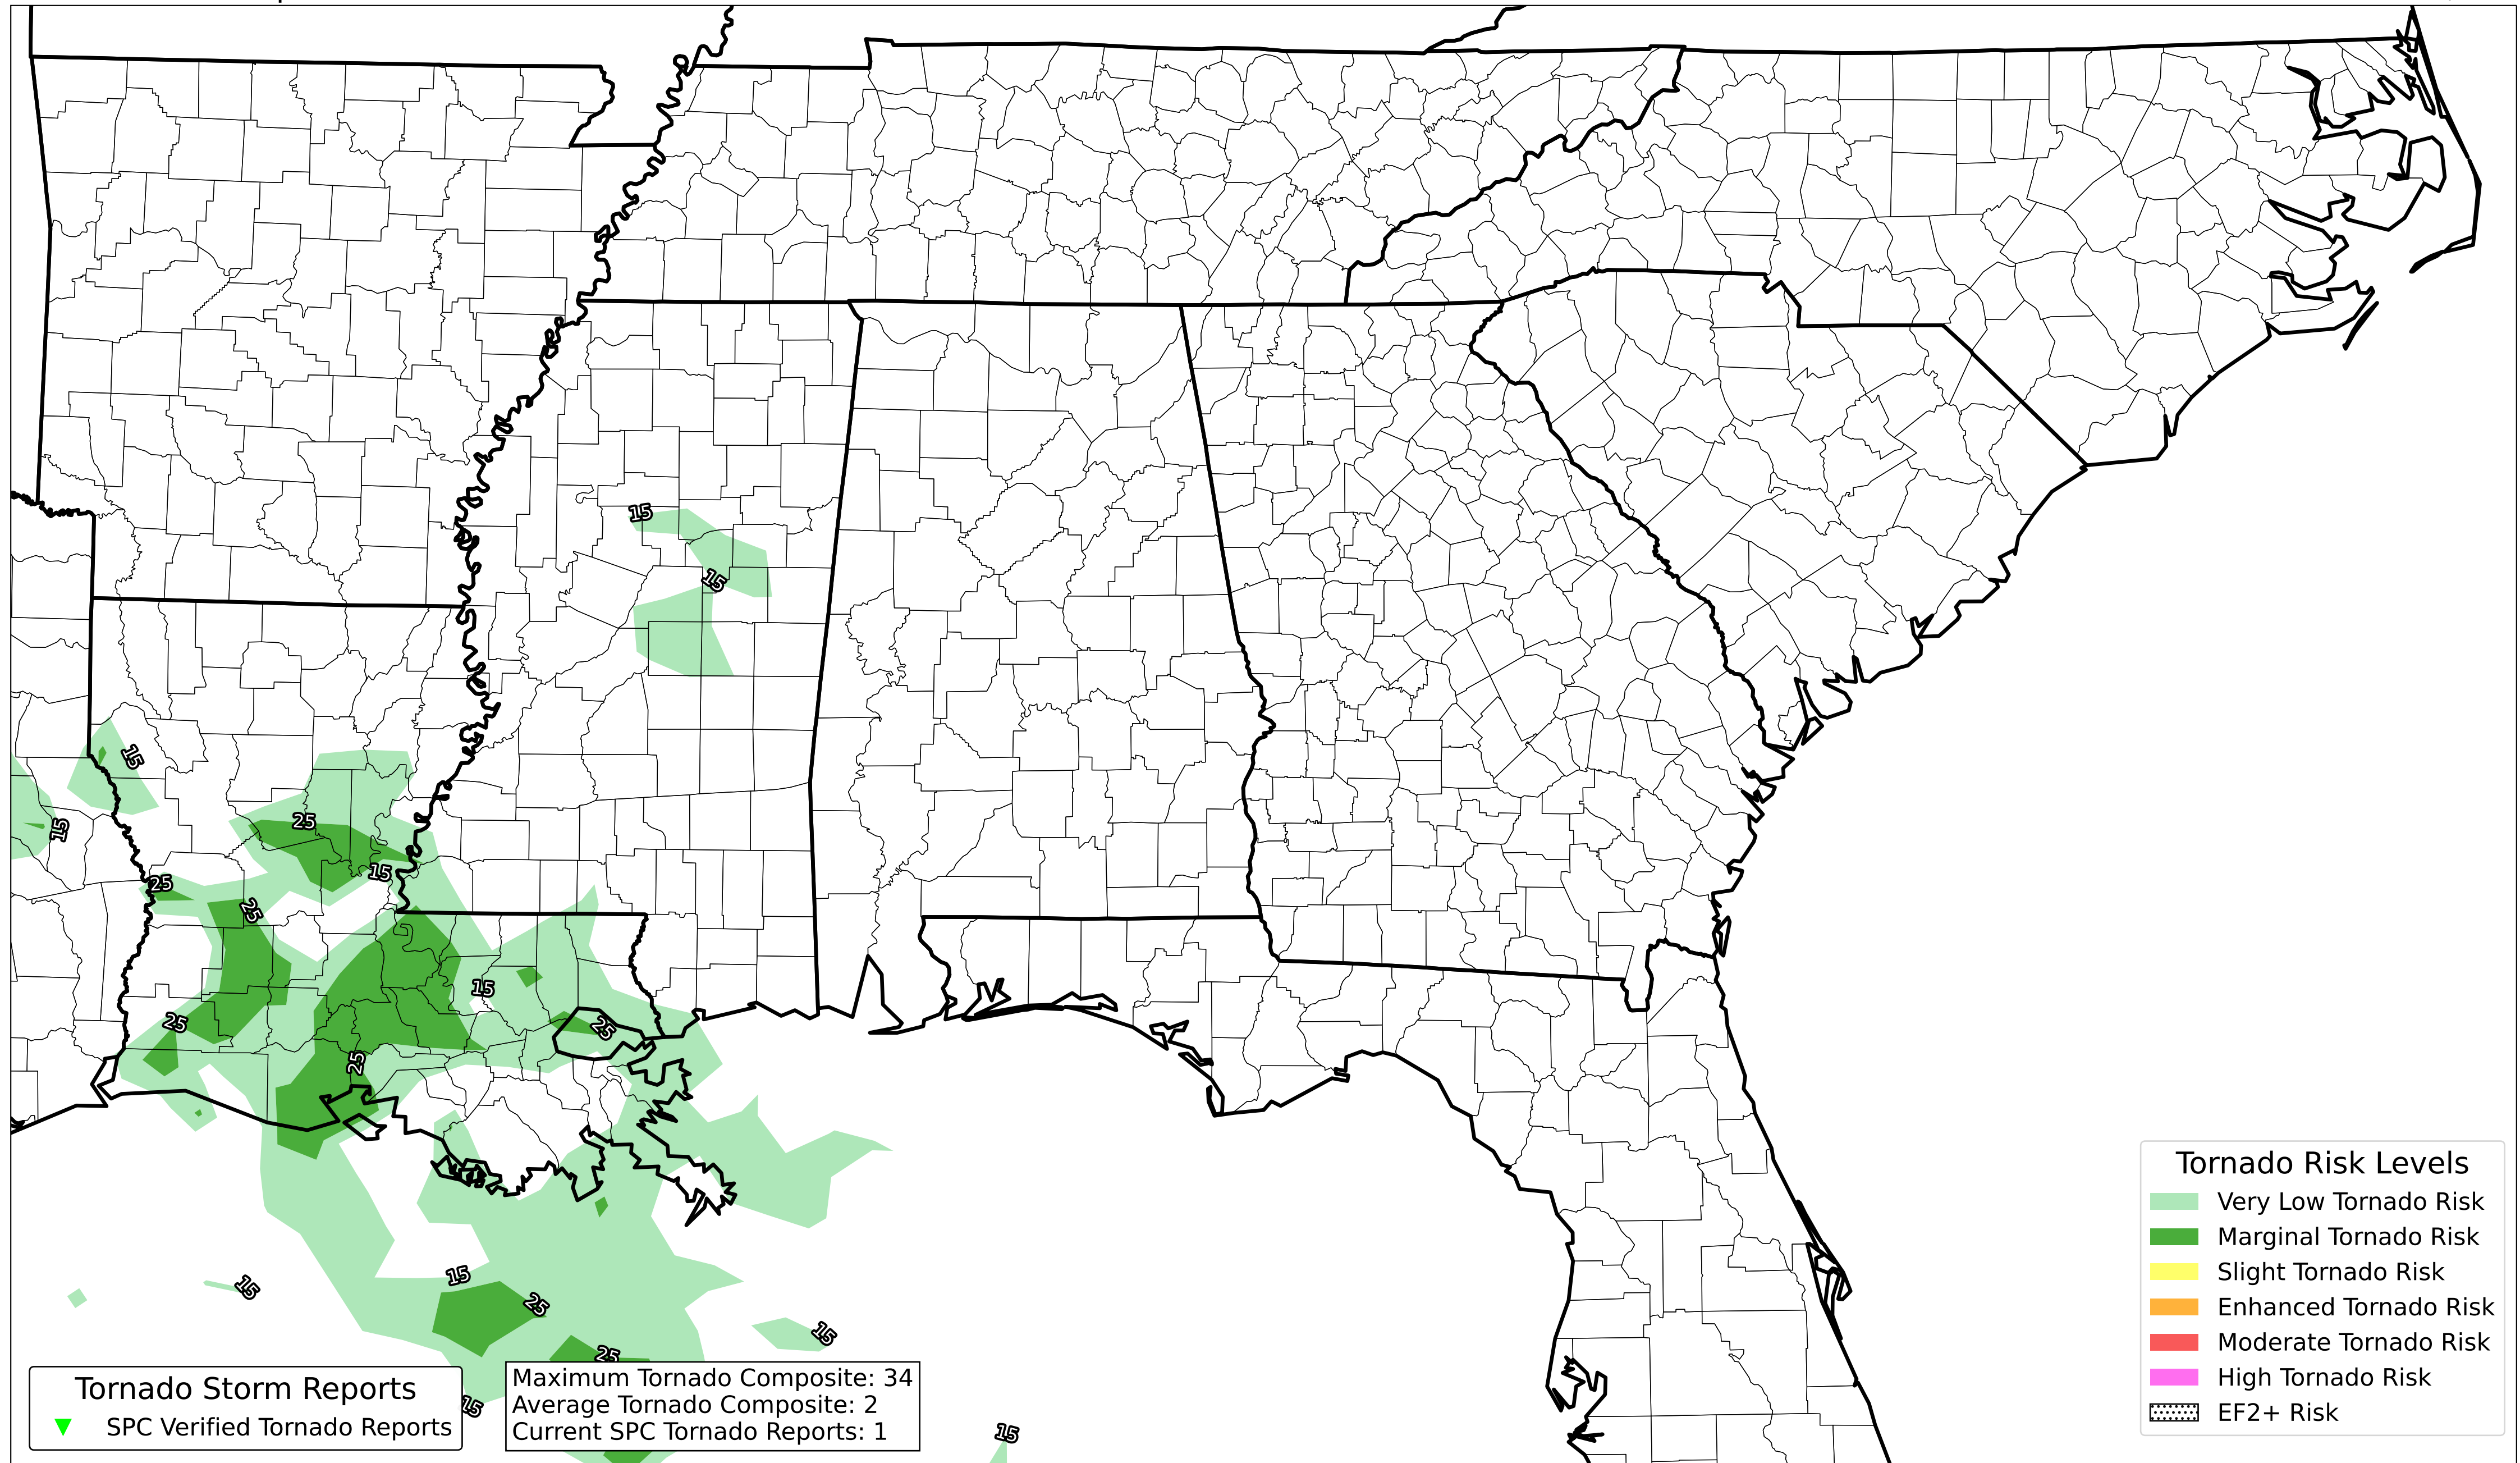 15
15
15
15
25
15
25
25
15
25
25
15
25
15
15
25
15
25
15
15
Tornado Risk Levels
Very Low Tornado Risk
Marginal Tornado Risk
Slight Tornado Risk
Enhanced Tornado Risk
Moderate Tornado Risk
High Tornado Risk
EF2+ Risk
Tornado Storm Reports
SPC Verified Tornado Reports
Maximum Tornado Composite: 34
Average Tornado Composite: 2
Current SPC Tornado Reports: 1